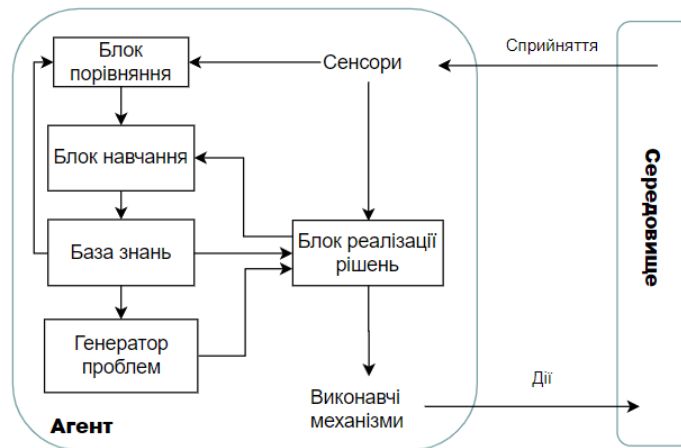 Блок
порівняння
Сенсори
Сприйняття
Блок навчання
База знань
Блок реалізації
рішень
Генератор
проблем
Виконавчі
механізми
Дії
Агент
Середовище